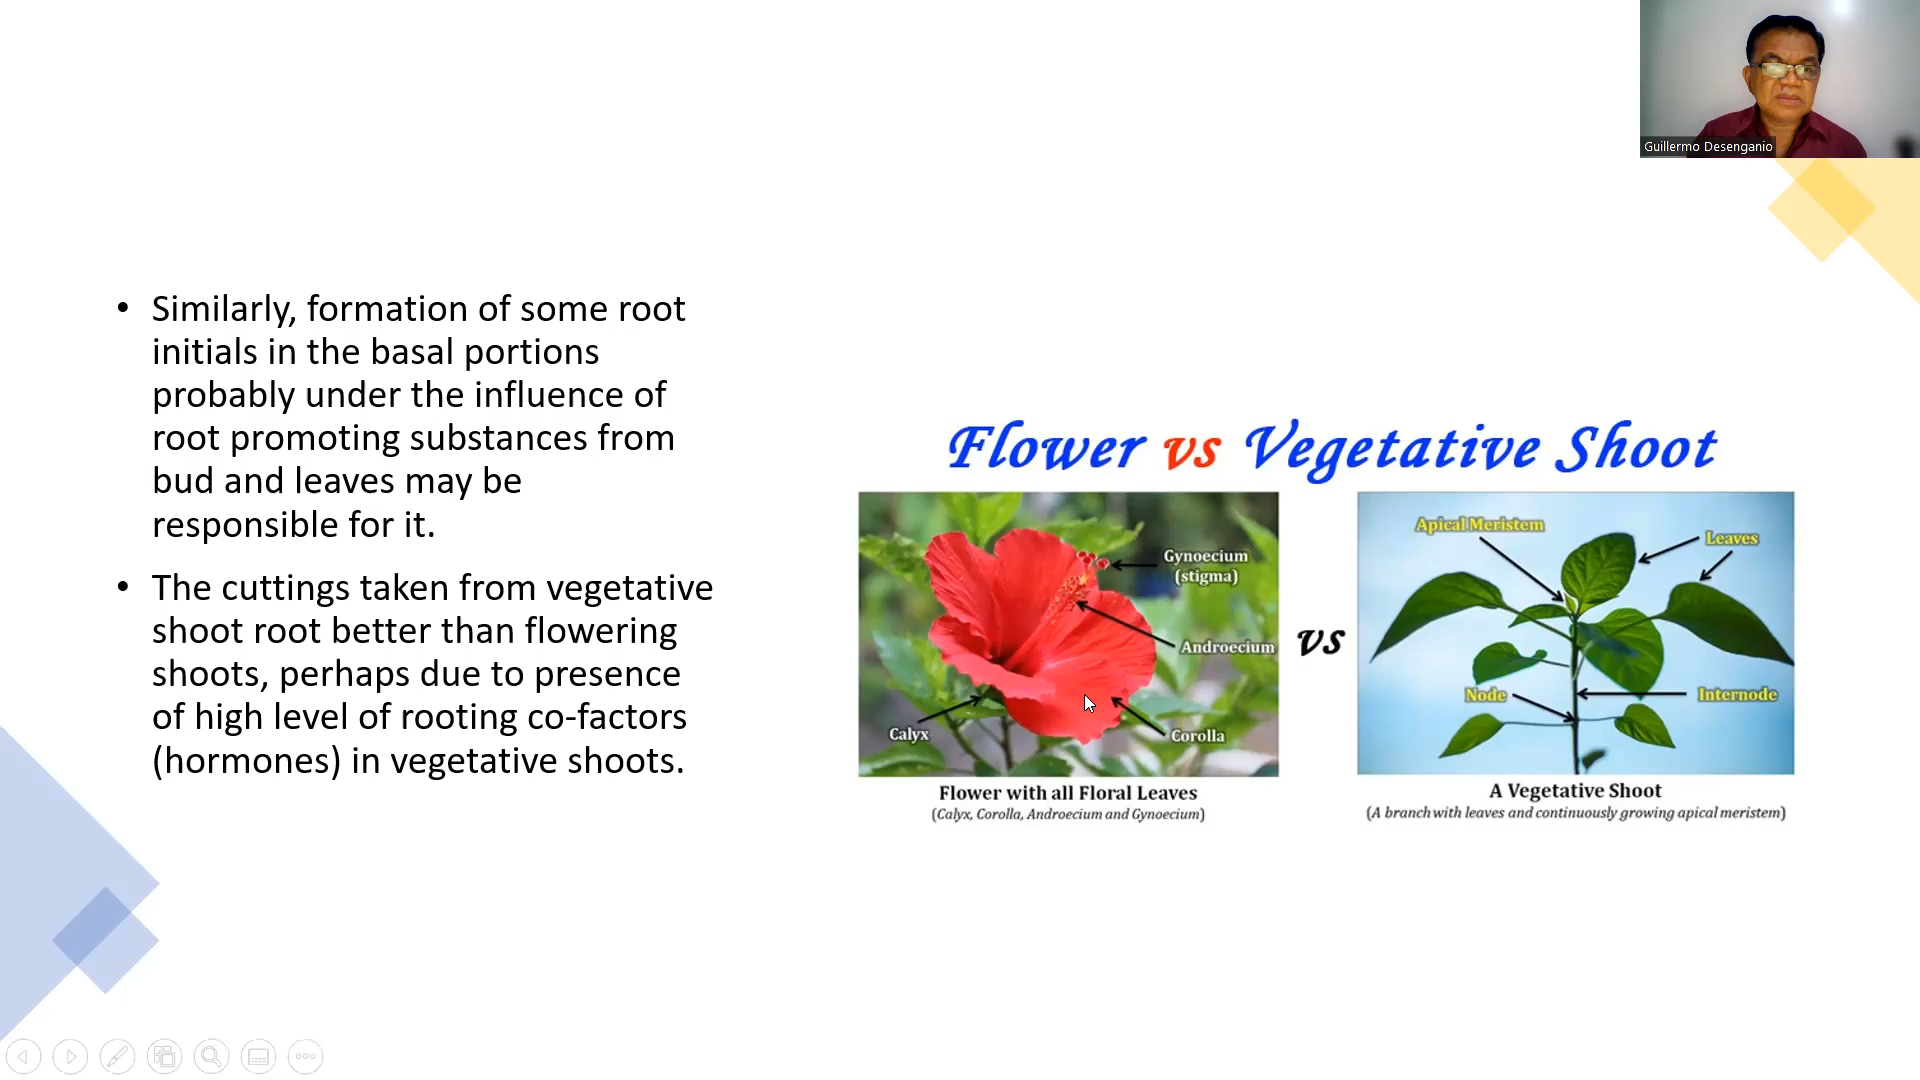 Guillermo Desenganio
• Similarly, formation of some root
initials in the basal portions
probably under the influence of
root promoting substances from
bud and leaves may be
responsible for it.
• The cuttings taken from vegetative
shoot root better than flowering
shoots, perhaps due to presence
of high level of rooting co-factors
(hormones) in vegetative shoots.
Flower vs Vegetative Shoot
Gynoecium
(stigma)
Androecium
Calyx
Corolla
Flower with all Floral Leaves
(Calyx, Corolla, Androecium and Gynoecium)
vs
Apical Meristem
Leaves
Node
Internode
A Vegetative Shoot
(A branch with leaves and continuously growing apical meristem)